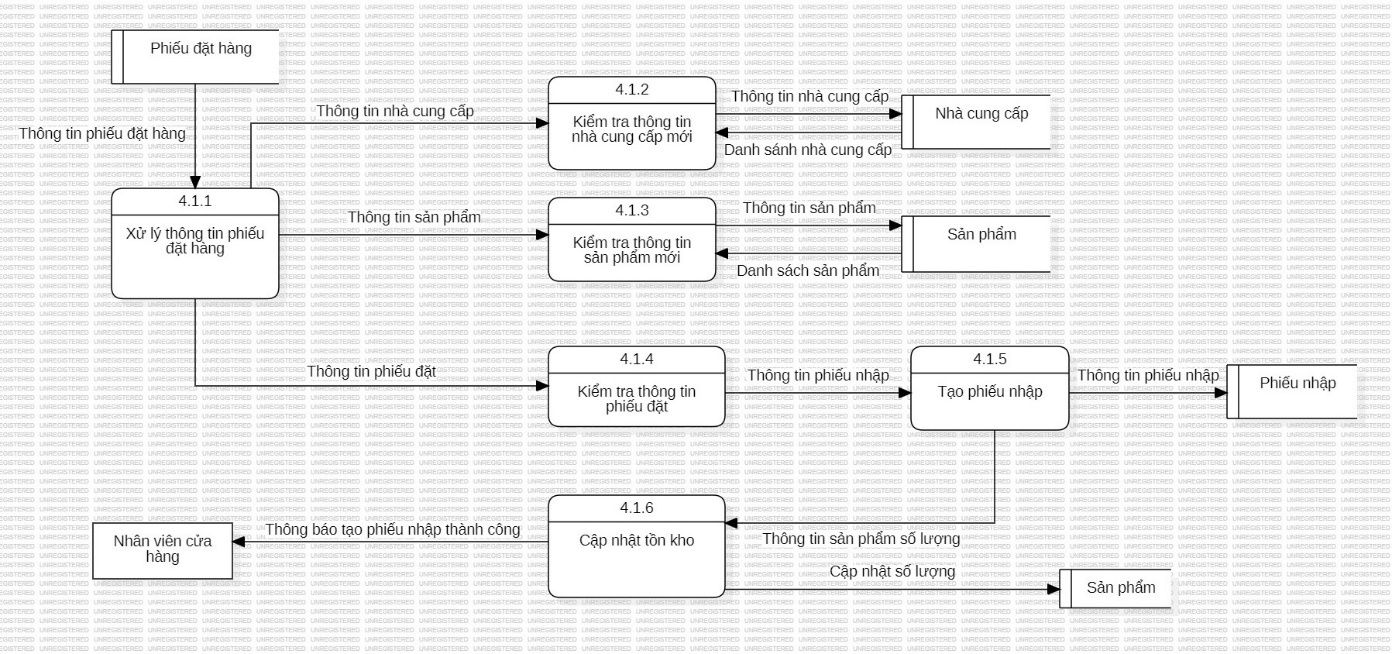 Phiếu đặt hàng
Thông tin phiếu đặt hàng
4.1.1
Xử lý thông tin phiếu
đặt hàng
Thông tin nhà cung cấp
4.1.2
Kiểm tra thông tin
nhà cung cấp mới
Thông tin nhà cung cấp
Danh sánh nhà cung cấp
Nhà cung cấp
Thông tin sản phẩm
4.1.3
Kiểm tra thông tin
sản phẩm mới
Thông tin sản phẩm
Danh sách sản phẩm
Sản phẩm
Thông tin phiếu đặt
4.1.4
Kiểm tra thông tin
phiếu đặt
Thông tin phiếu nhập
4.1.5
Tạo phiếu nhập
Thông tin phiếu nhập
Phiếu nhập
4.1.6
Cập nhật tồn kho
Thông tin sản phẩm số lượng
Thông báo tạo phiếu nhập thành công
Nhân viên cửa
hàng
Cập nhật số lượng
Sản phẩm
UNREGISTERED